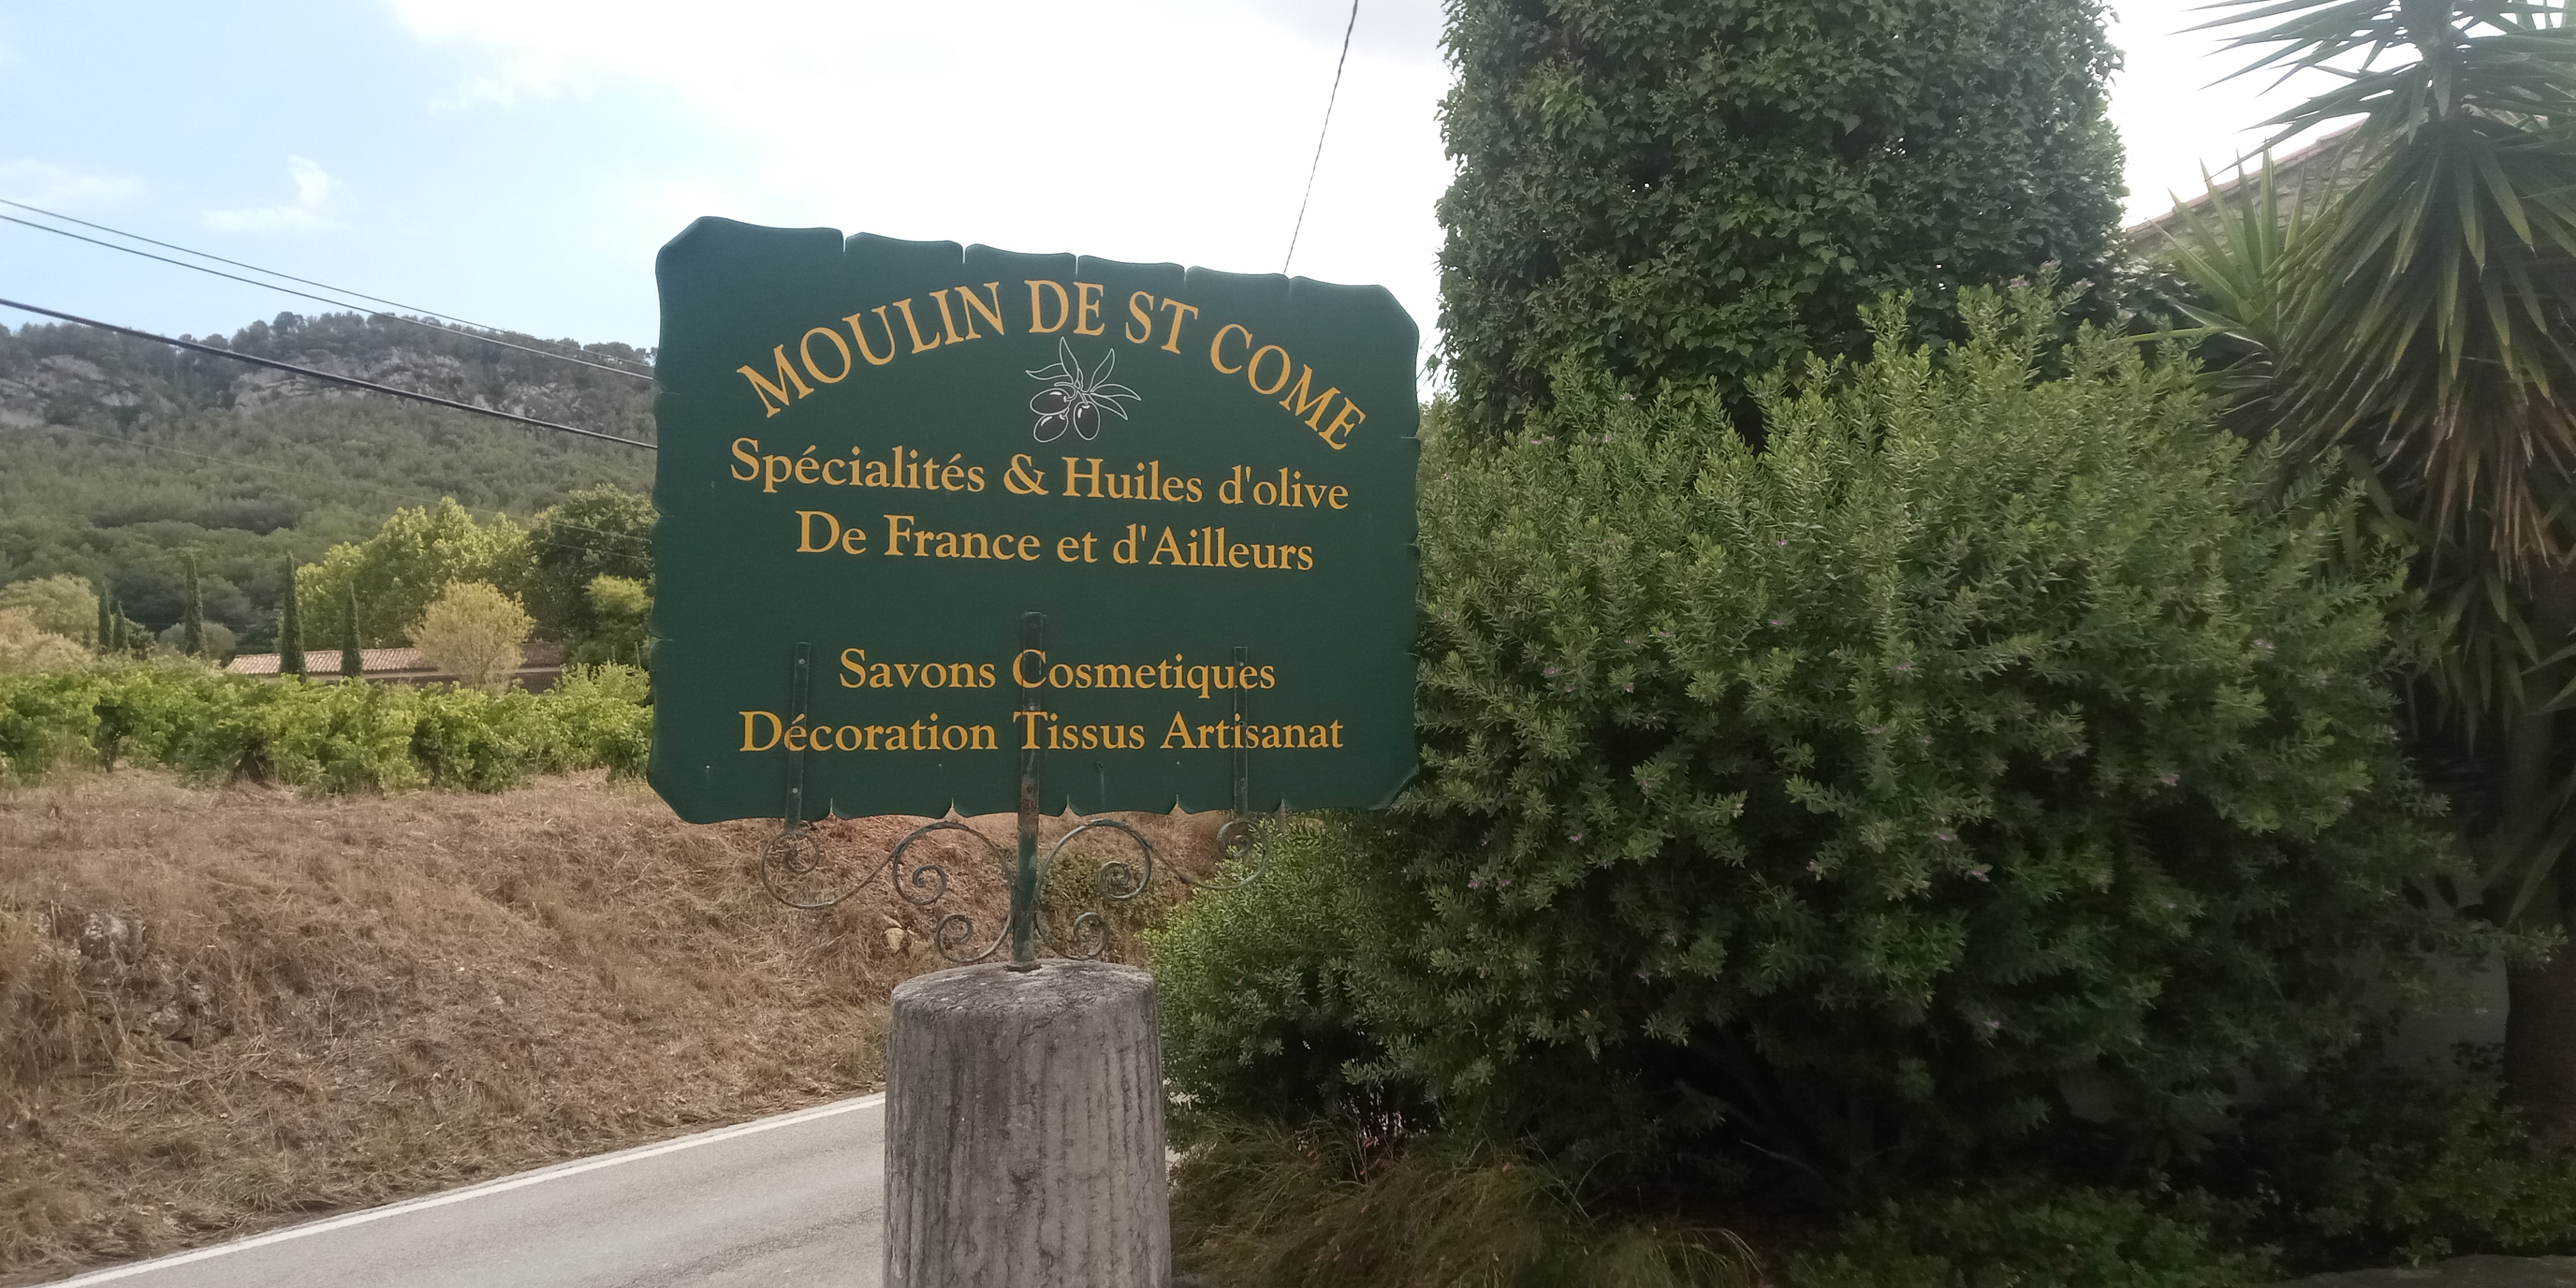 MOULIN DE ST COME
Spécialités & Huiles d'olive
De France et d'Ailleurs
Savons Cosmetiques
Décoration Tissus Artisanat